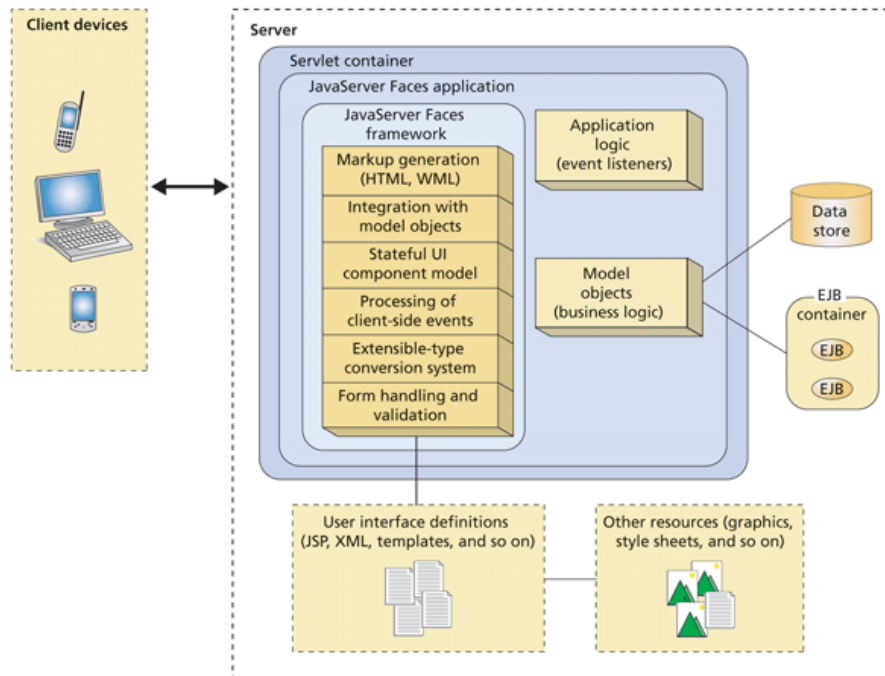 Client devices
Server
Servlet container
JavaServer Faces application
JavaServer Faces
framework
Markup generation
(HTML, WML)
Integration with
model objects
Stateful UI
component model
Processing of
client-side events
Extensible-type
conversion system
Form handling and
validation
Application
logic
(event listeners)
Model
objects
(business logic)
Data
store
EJB
container
EJB
EJB
User interface definitions
(JSP, XML, templates, and so on)
Other resources (graphics,
style sheets, and so on)